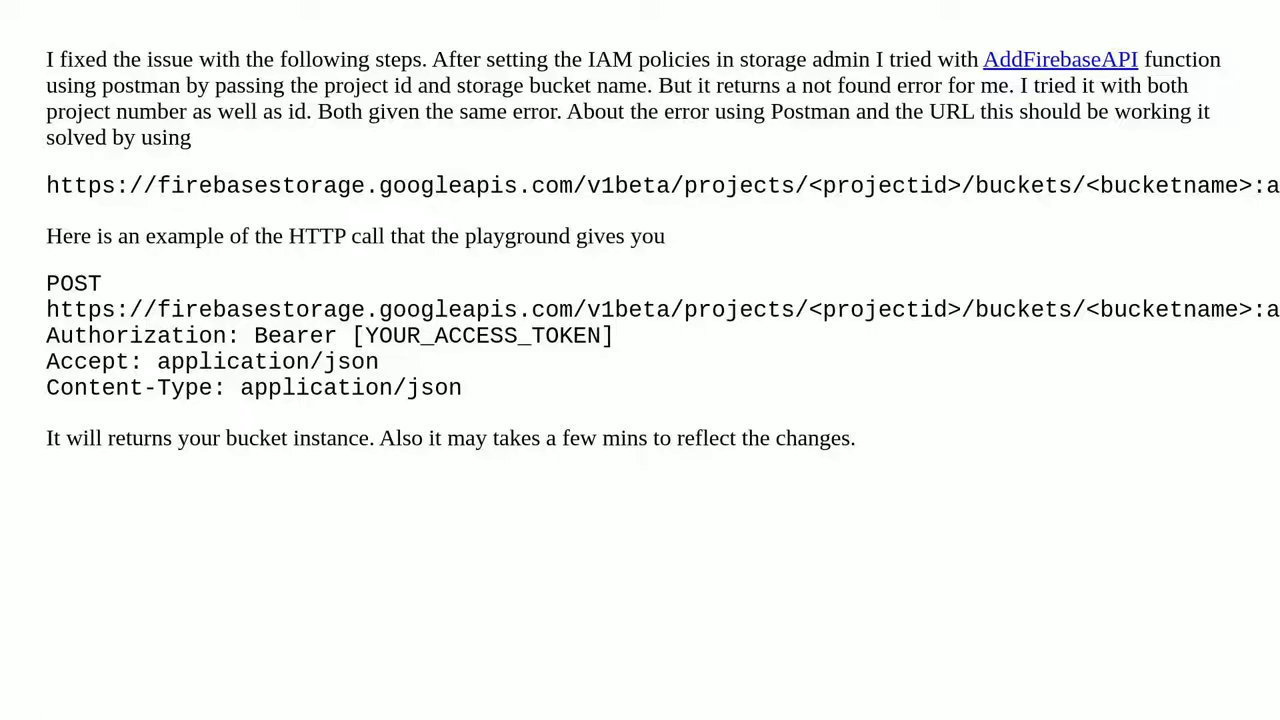 I fixed the issue with the following steps. After setting the IAM policies in storage admin I tried with AddFirebaseAPI function
using postman by passing the project id and storage bucket name. But it returns a not found error for me. I tried it with both
project number as well as id. Both given the same error. About the error using Postman and the URL this should be working it
solved by using
https://firebasestorage.googleapis.com/v1beta/projects/<projectid>/buckets/<bucketname>:a
Here is an example of the HTTP call that the playground gives you
POST
https://firebasestorage.googleapis.com/v1beta/projects/<projectid>/buckets/<bucketname>:a
Authorization: Bearer [YOUR_ACCESS_TOKEN]
Accept: application/json
Content-Type: application/json
It will returns your bucket instance. Also it may takes a few mins to reflect the changes.